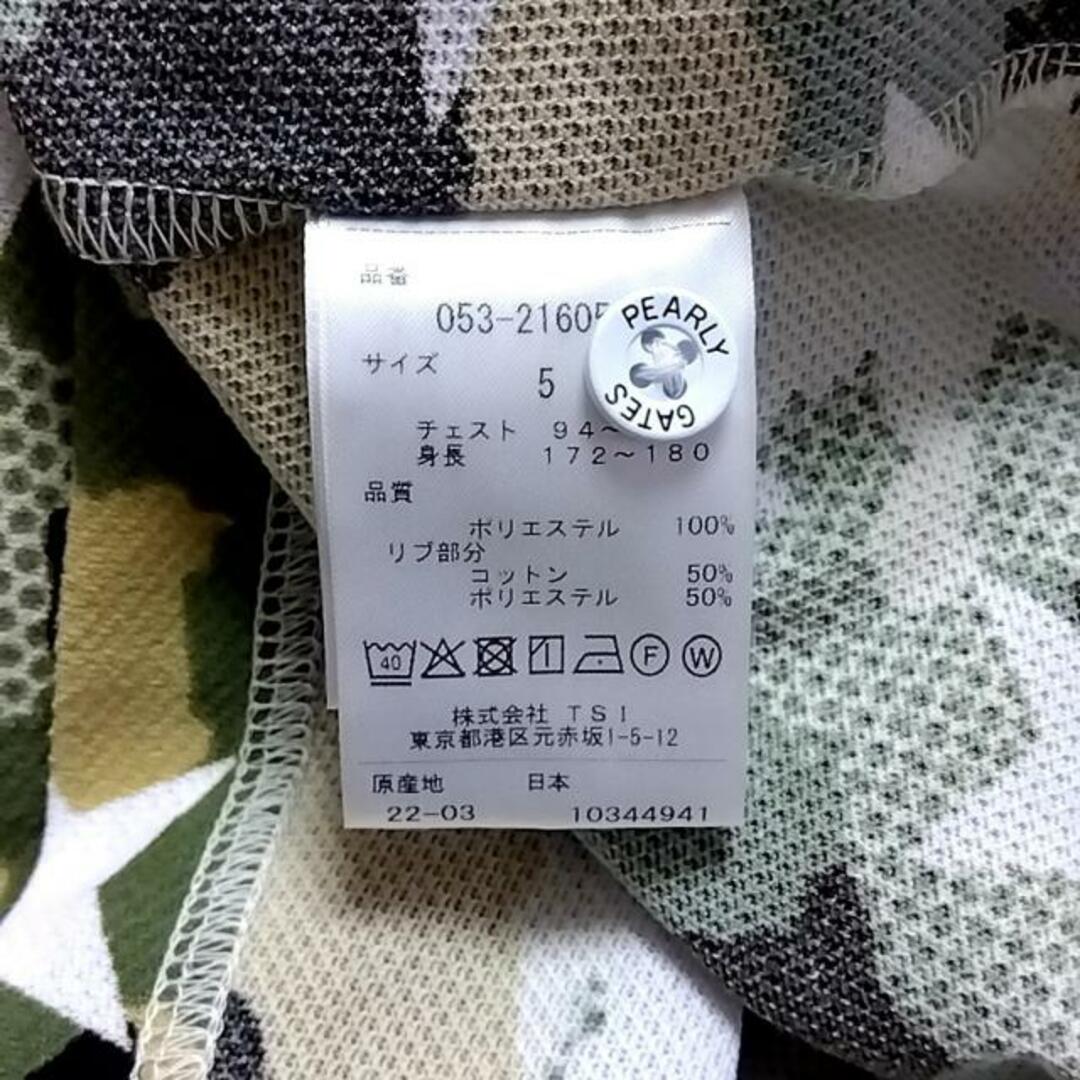 品番
053-21605
PEARLY
GATES
サイズ
5
チェスト 94~
身長 172~180
品質
ポリエステル 100%
リブ部分
コットン 50%
ポリエステル 50%
40 F W
株式会社 TSI
東京都港区元赤坂1-5-12
原産地 日本
22-03 10344941